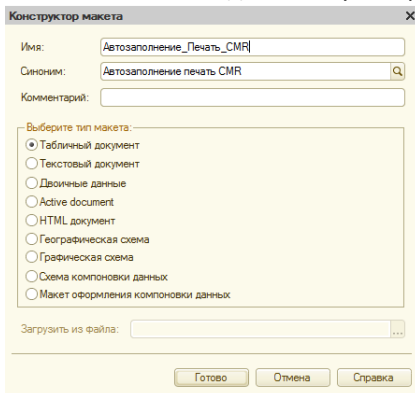 Конструктор макета
Имя: Автозаполнение_Печать_CMR
Синоним: Автозаполнение печать CMR
Комментарий:
Выберите тип макета:
Табличный документ
Текстовый документ
Двоичные данные
Active document
HTML документ
Географическая схема
Графическая схема
Схема компоновки данных
Макет оформления компоновки данных
Загрузить из файла: ...
Готово Отмена Справка